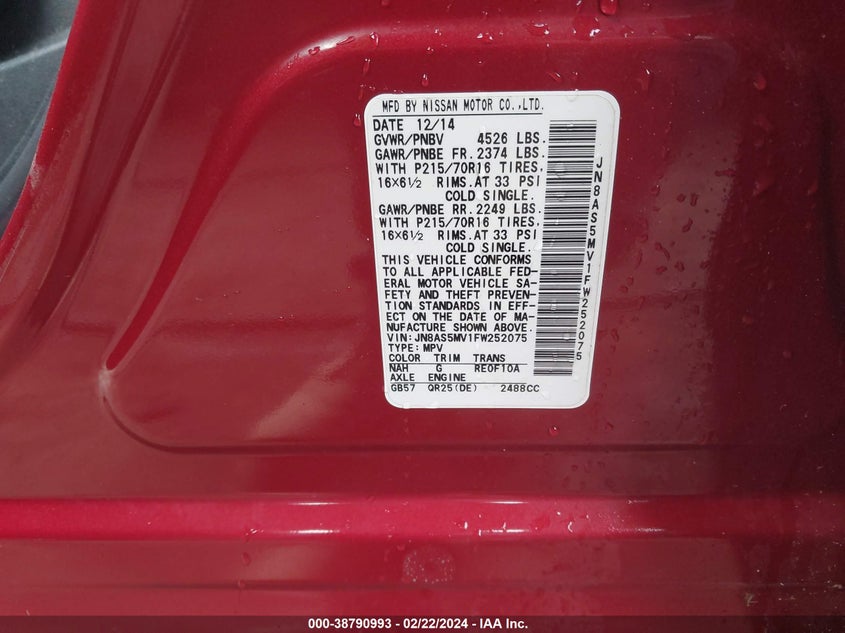 MFD BY NISSAN MOTOR CO.,LTD.
DATE 12/14
GVWR/PNBV 4526 LBS.
GAWR/PNBE FR. 2374 LBS.
WITH P215/70R16 TIRES.
16X6½ RIMS. AT 33 PSI
COLD SINGLE.
GAWR/PNBE RR. 2249 LBS.
WITH P215/70R16 TIRES.
16X6½ RIMS. AT 33 PSI
COLD SINGLE.
THIS VEHICLE CONFORMS
TO ALL APPLICABLE FED-
ERAL MOTOR VEHICLE SA-
FETY AND THEFT PREVEN-
TION STANDARDS IN EFF-
ECT ON THE DATE OF MA-
NUFACTURE SHOWN ABOVE.
VIN: JN8AS5MV1FW252075
TYPE: MPV
COLOR TRIM TRANS
NAH G RE0F10A
AXLE ENGINE
GB57 QR25(DE) 2488CC
JN8AS5MV1FW252075
000-38790993 - 02/22/2024 - IAA Inc.